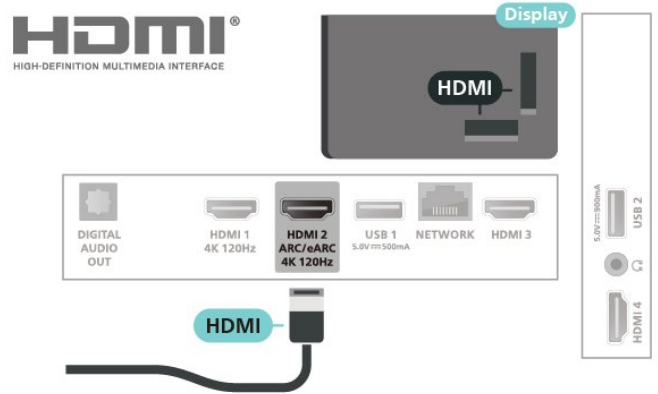 HDMI®
HIGH-DEFINITION MULTIMEDIA INTERFACE
Display
HDMI
DIGITAL
AUDIO
OUT
HDMI 1
4K 120Hz
HDMI 2
ARC/eARC
4K 120Hz
USB 1
5.0V⎓500mA
NETWORK
HDMI 3
HDMI
5.0V⎓900mA
USB 2
HDMI 4